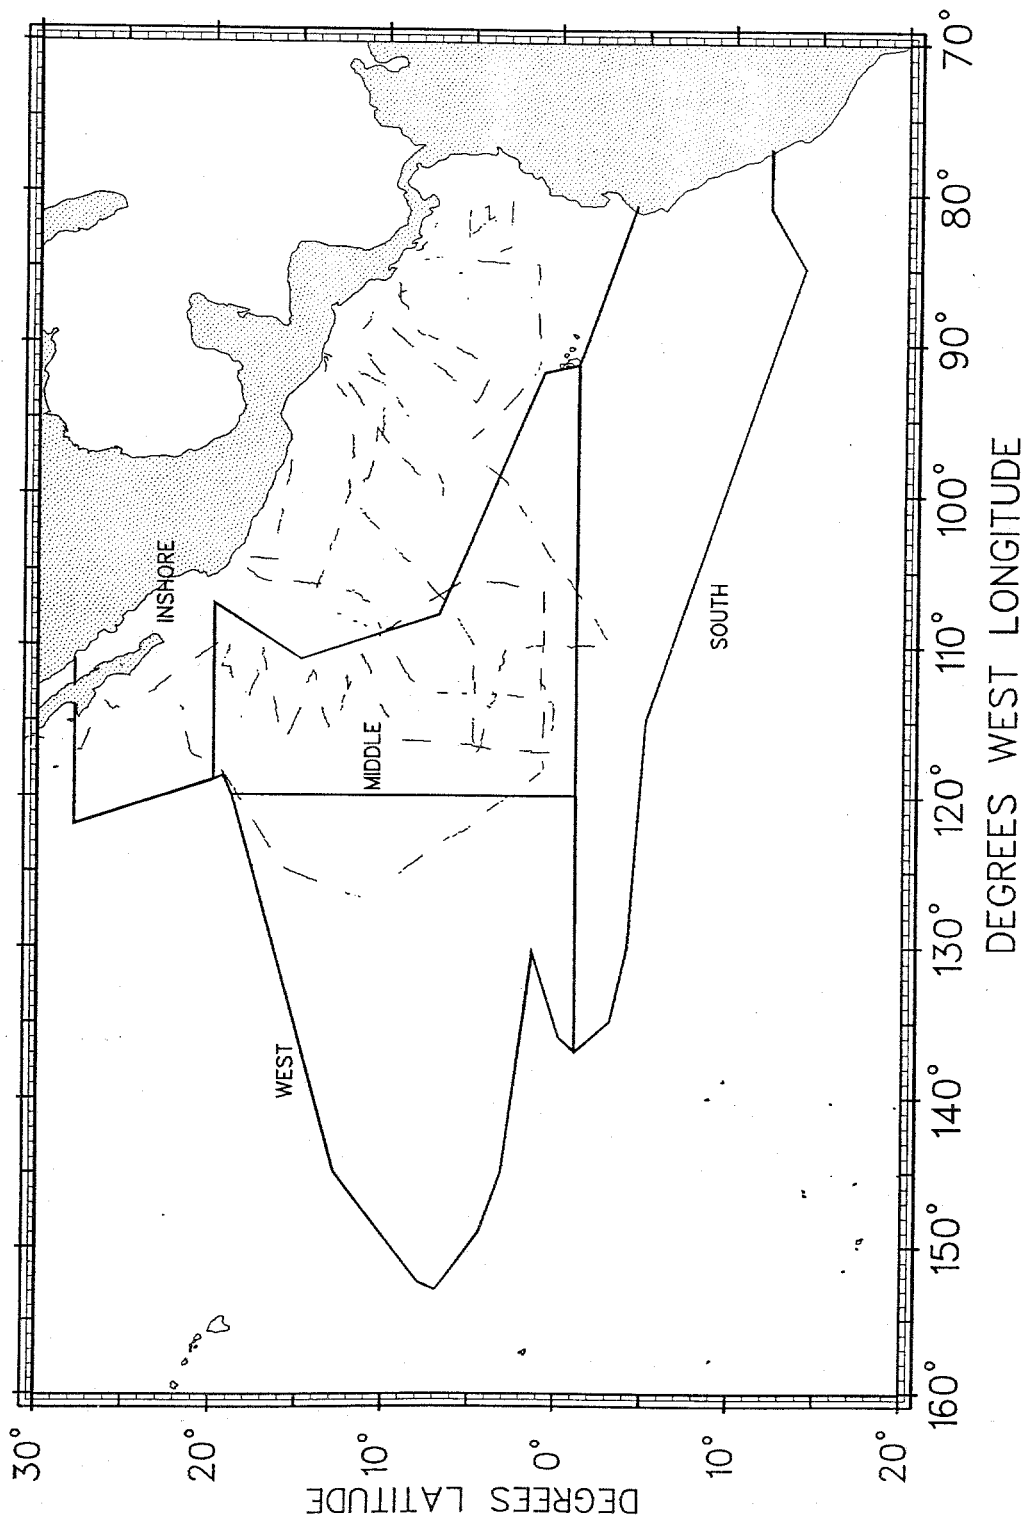 30°
20°
10°
0°
10°
20°
DEGREES LATITUDE
160°
150°
140°
130°
120°
110°
100°
90°
80°
70°
DEGREES WEST LONGITUDE
INSHORE
MIDDLE
WEST
SOUTH